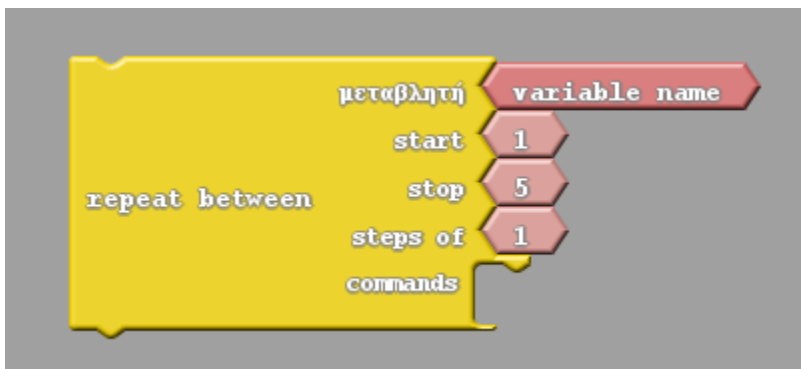 μεταβλητή variable name
start 1
stop 5
repeat between
steps of 1
commands